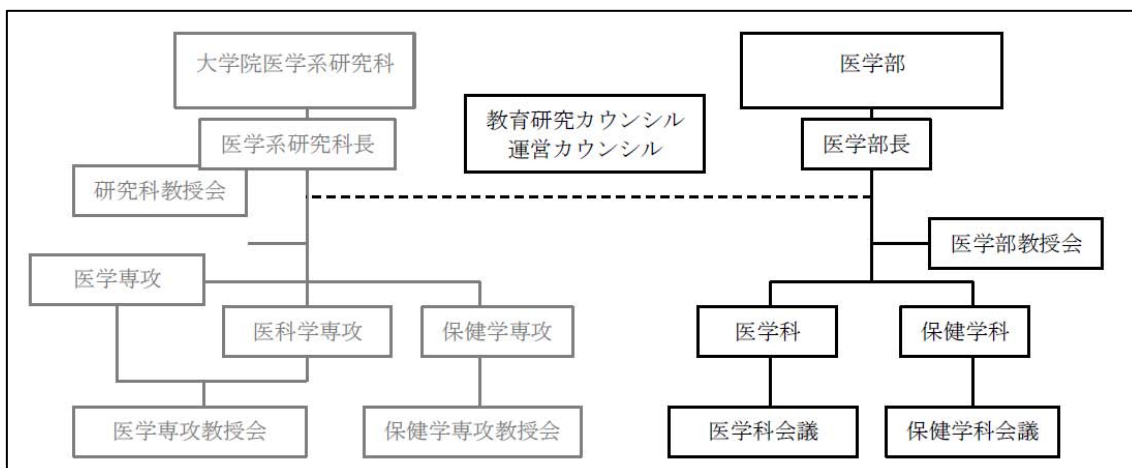 大学院医学系研究科
医学部
教育研究カウンシル
運営カウンシル
医学系研究科長
医学部長
研究科教授会
医学部教授会
医学専攻
医科学専攻
保健学専攻
医学科
保健学科
医学専攻教授会
保健学専攻教授会
医学科会議
保健学科会議